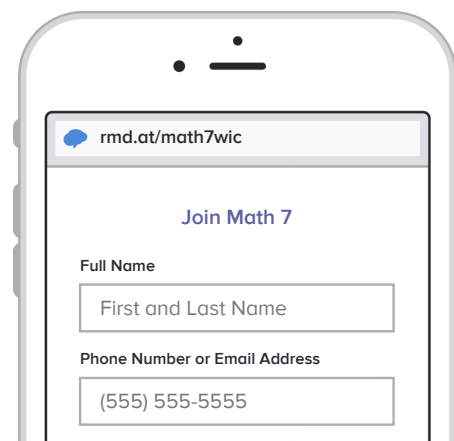 rmd.at/math7wic
Join Math 7
Full Name
First and Last Name
Phone Number or Email Address
(555) 555-5555